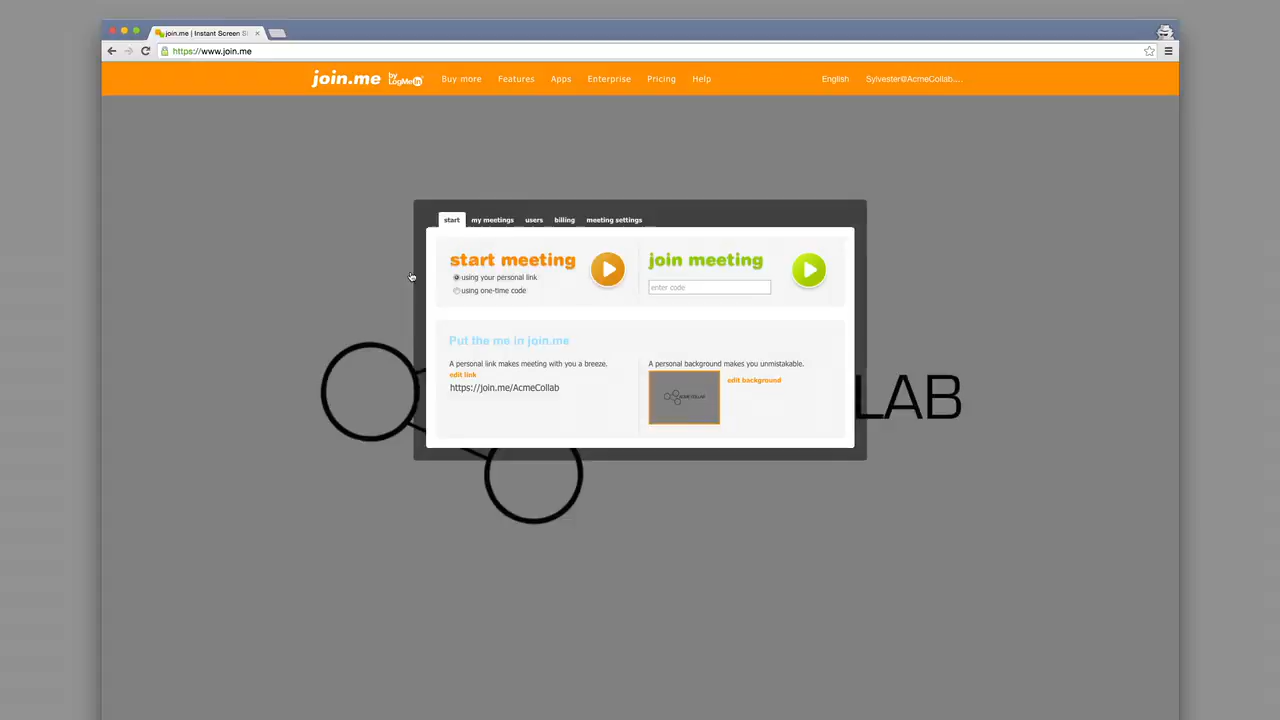 join.me | Instant Screen S
https://www.join.me
join.me by LogMeIn Buy more Features Apps Enterprise Pricing Help English Sylvester@AcmeCollab....
start my meetings users billing meeting settings
start meeting
using your personal link
using one-time code
join meeting
enter code
Put the me in join.me
A personal link makes meeting with you a breeze.
edit link
https://join.me/AcmeCollab
A personal background makes you unmistakable.
ACME COLLAB
edit background
LAB